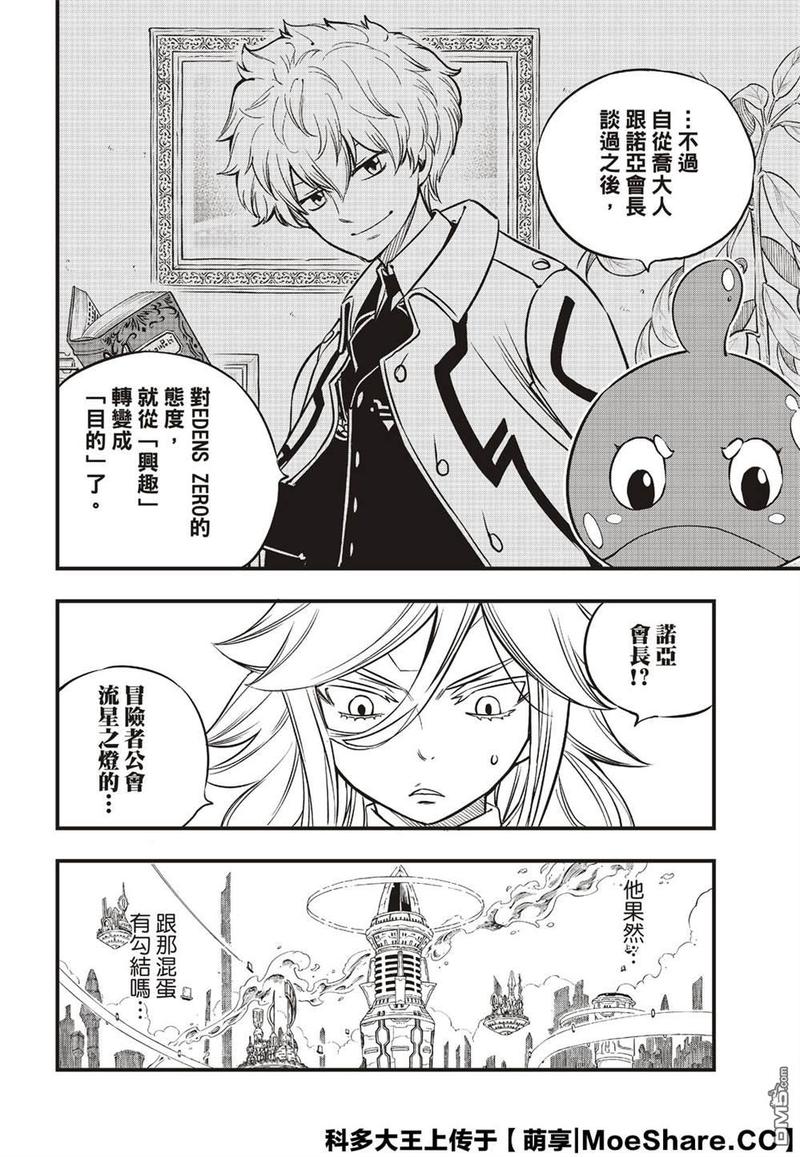 …不過
自從喬大人
跟諾亞會長
談過之後，
對EDENS ZERO的
態度，
就從「興趣」
轉變成
「目的」了。
諾亞
會長!?
冒險者公會
流星之燈的…
他果然…
跟那混蛋
有勾結嗎…
科多大王上传于【萌享|MoeShare.CC】
DM5.com